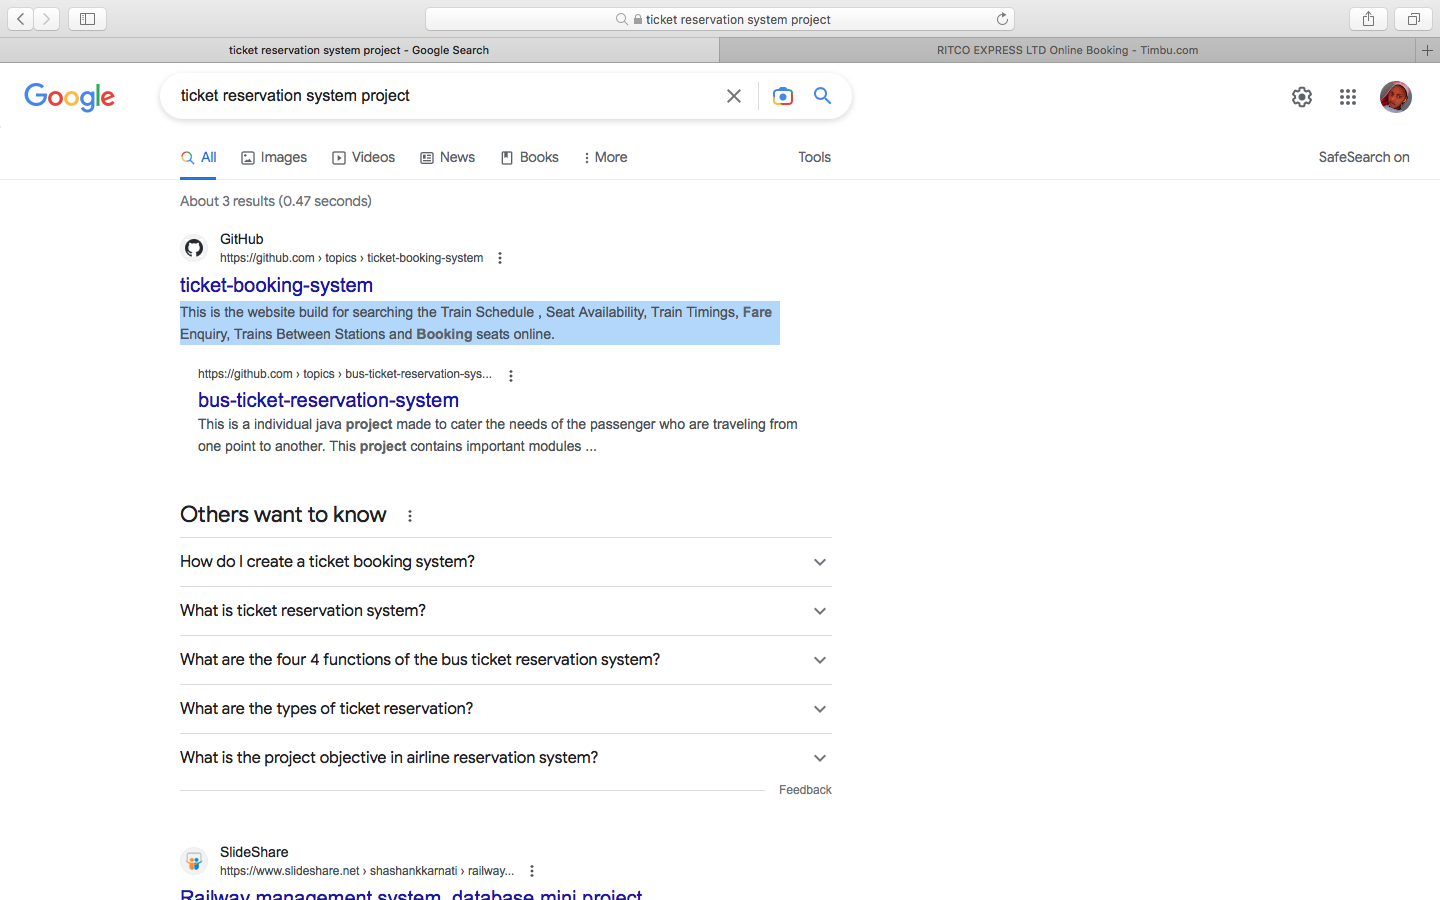 ticket reservation system project
ticket reservation system project - Google Search
RITCO EXPRESS LTD Online Booking - Timbu.com
Google
ticket reservation system project
All
Images
Videos
News
Books
More
Tools
SafeSearch on
About 3 results (0.47 seconds)
GitHub
https://github.com › topics › ticket-booking-system
ticket-booking-system
This is the website build for searching the Train Schedule , Seat Availability, Train Timings, Fare
Enquiry, Trains Between Stations and Booking seats online.
https://github.com › topics › bus-ticket-reservation-sys...
bus-ticket-reservation-system
This is a individual java project made to cater the needs of the passenger who are traveling from
one point to another. This project contains important modules ...
Others want to know
How do I create a ticket booking system?
What is ticket reservation system?
What are the four 4 functions of the bus ticket reservation system?
What are the types of ticket reservation?
What is the project objective in airline reservation system?
Feedback
SlideShare
https://www.slideshare.net › shashankkarnati › railway...
Railway management system, database mini project